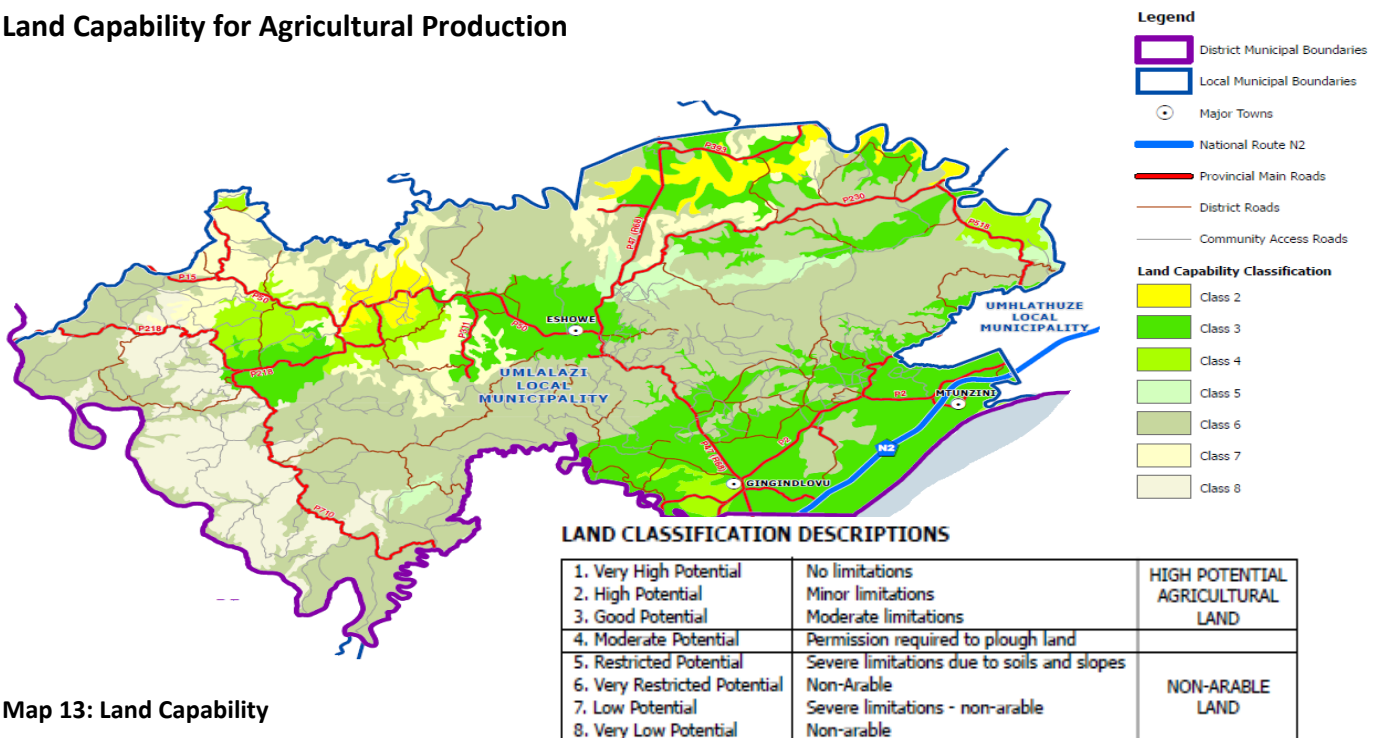 Land Capability for Agricultural Production
Legend
District Municipal Boundaries
Local Municipal Boundaries
Major Towns
National Route N2
Provincial Main Roads
District Roads
Community Access Roads
Land Capability Classification
Class 2
Class 3
Class 4
Class 5
Class 6
Class 7
Class 8
P393
P230
P47 (R68)
P518
P15
P50
P218
P311
P50
ESHOWE
UMHLATHUZE
LOCAL
MUNICIPALITY
P218
UMLALAZI
LOCAL
MUNICIPALITY
P2
MTUNZINI
P2
N2
P47 (R68)
GINGINDLOVU
P710
LAND CLASSIFICATION DESCRIPTIONS
1. Very High Potential No limitations HIGH POTENTIAL
2. High Potential Minor limitations AGRICULTURAL
3. Good Potential Moderate limitations LAND
4. Moderate Potential Permission required to plough land
5. Restricted Potential Severe limitations due to soils and slopes
6. Very Restricted Potential Non-Arable NON-ARABLE
7. Low Potential Severe limitations - non-arable LAND
8. Very Low Potential Non-arable
Map 13: Land Capability